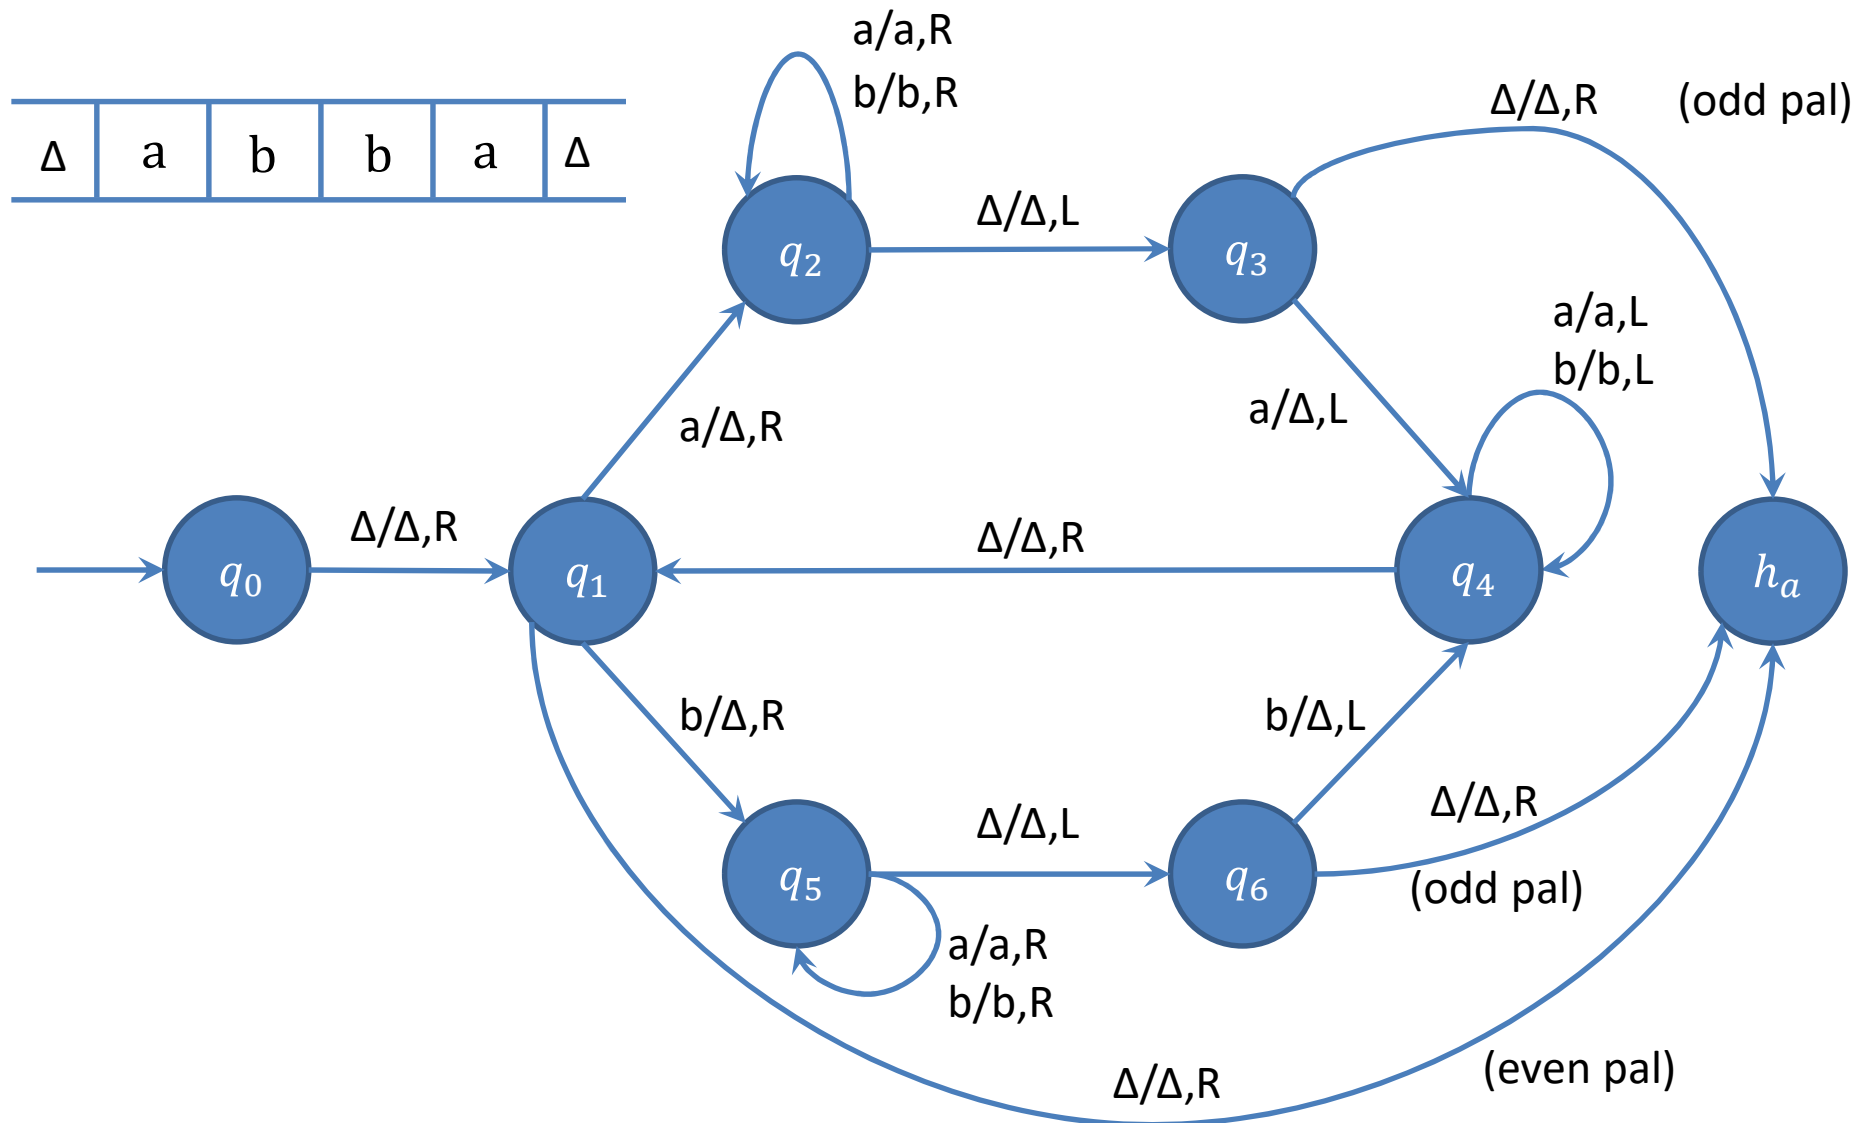 a/a,R
b/b,R
Δ/Δ,R (odd pal)
Δ a b b a Δ
Δ/Δ,L
q2 q3
a/a,L
b/b,L
a/Δ,R
a/Δ,L
Δ/Δ,R
Δ/Δ,R
q0 q1 q4 ha
b/Δ,R
b/Δ,L
Δ/Δ,L
Δ/Δ,R
q5 q6
(odd pal)
a/a,R
b/b,R
Δ/Δ,R
(even pal)